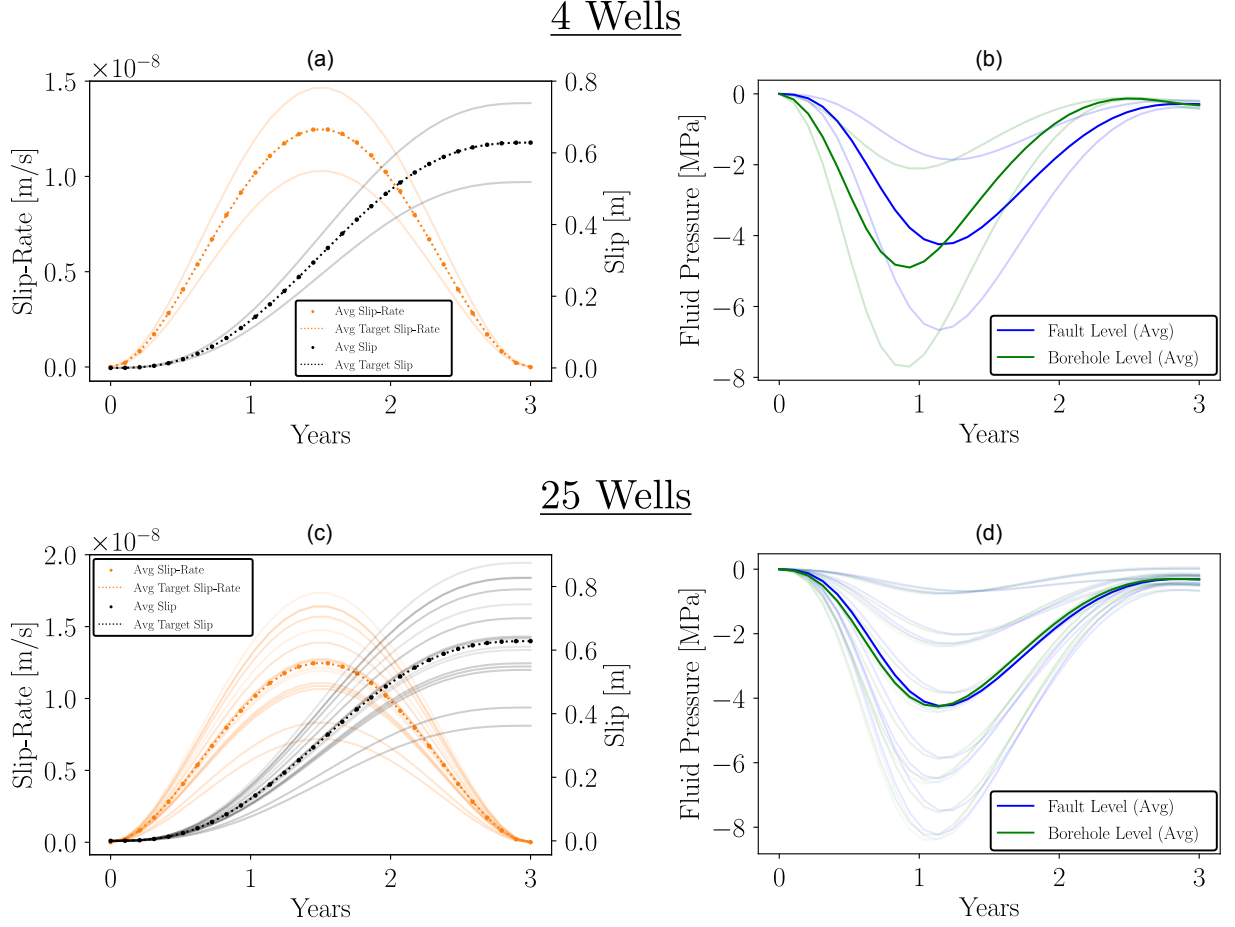 4 Wells
(a)
×10⁻⁸
1.5
1.0
0.5
0.0
Slip-Rate [m/s]
0.8
0.6
0.4
0.2
0.0
Slip [m]
Avg Slip-Rate
Avg Target Slip-Rate
Avg Slip
Avg Target Slip
0 1 2 3
Years
(b)
0
−2
−4
−6
−8
Fluid Pressure [MPa]
Fault Level (Avg)
Borehole Level (Avg)
0 1 2 3
Years
25 Wells
(c)
×10⁻⁸
2.0
1.5
1.0
0.5
0.0
Slip-Rate [m/s]
Avg Slip-Rate
Avg Target Slip-Rate
Avg Slip
Avg Target Slip
0.8
0.6
0.4
0.2
0.0
Slip [m]
0 1 2 3
Years
(d)
0
−2
−4
−6
−8
Fluid Pressure [MPa]
Fault Level (Avg)
Borehole Level (Avg)
0 1 2 3
Years